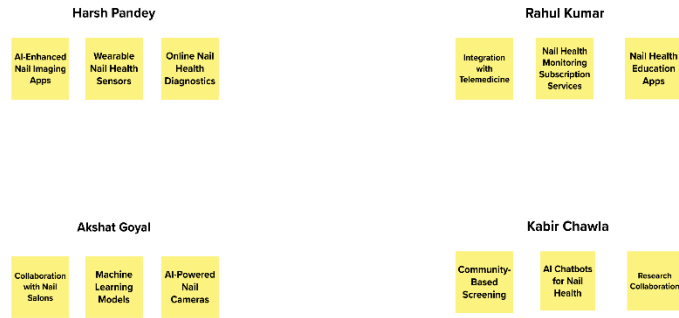 Harsh Pandey
Rahul Kumar
AI-Enhanced
Nail Imaging
Apps
Wearable
Nail Health
Sensors
Online Nail
Health
Diagnostics
Integration
with
Telemedicine
Nail Health
Monitoring
Subscription
Services
Nail Health
Education
Apps
Akshat Goyal
Kabir Chawla
Collaboration
with Nail
Salons
Machine
Learning
Models
AI-Powered
Nail
Cameras
Community-
Based
Screening
AI Chatbots
for Nail
Health
Research
Collaboration